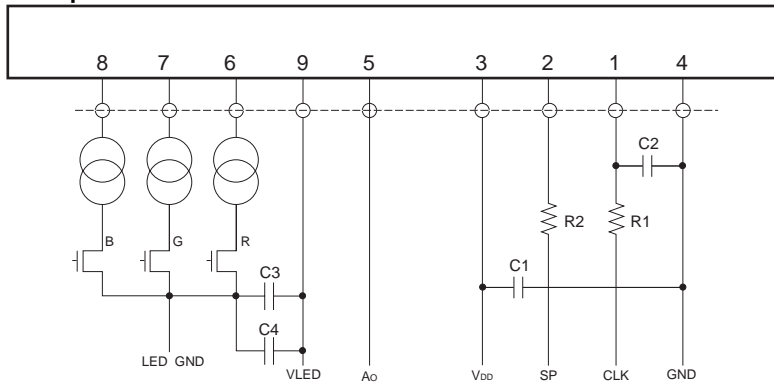 8 7 6 9 5 3 2 1 4
C2
R2 R1
B G R
C3 C1
C4
LED GND VLED Ao VDD SP CLK GND